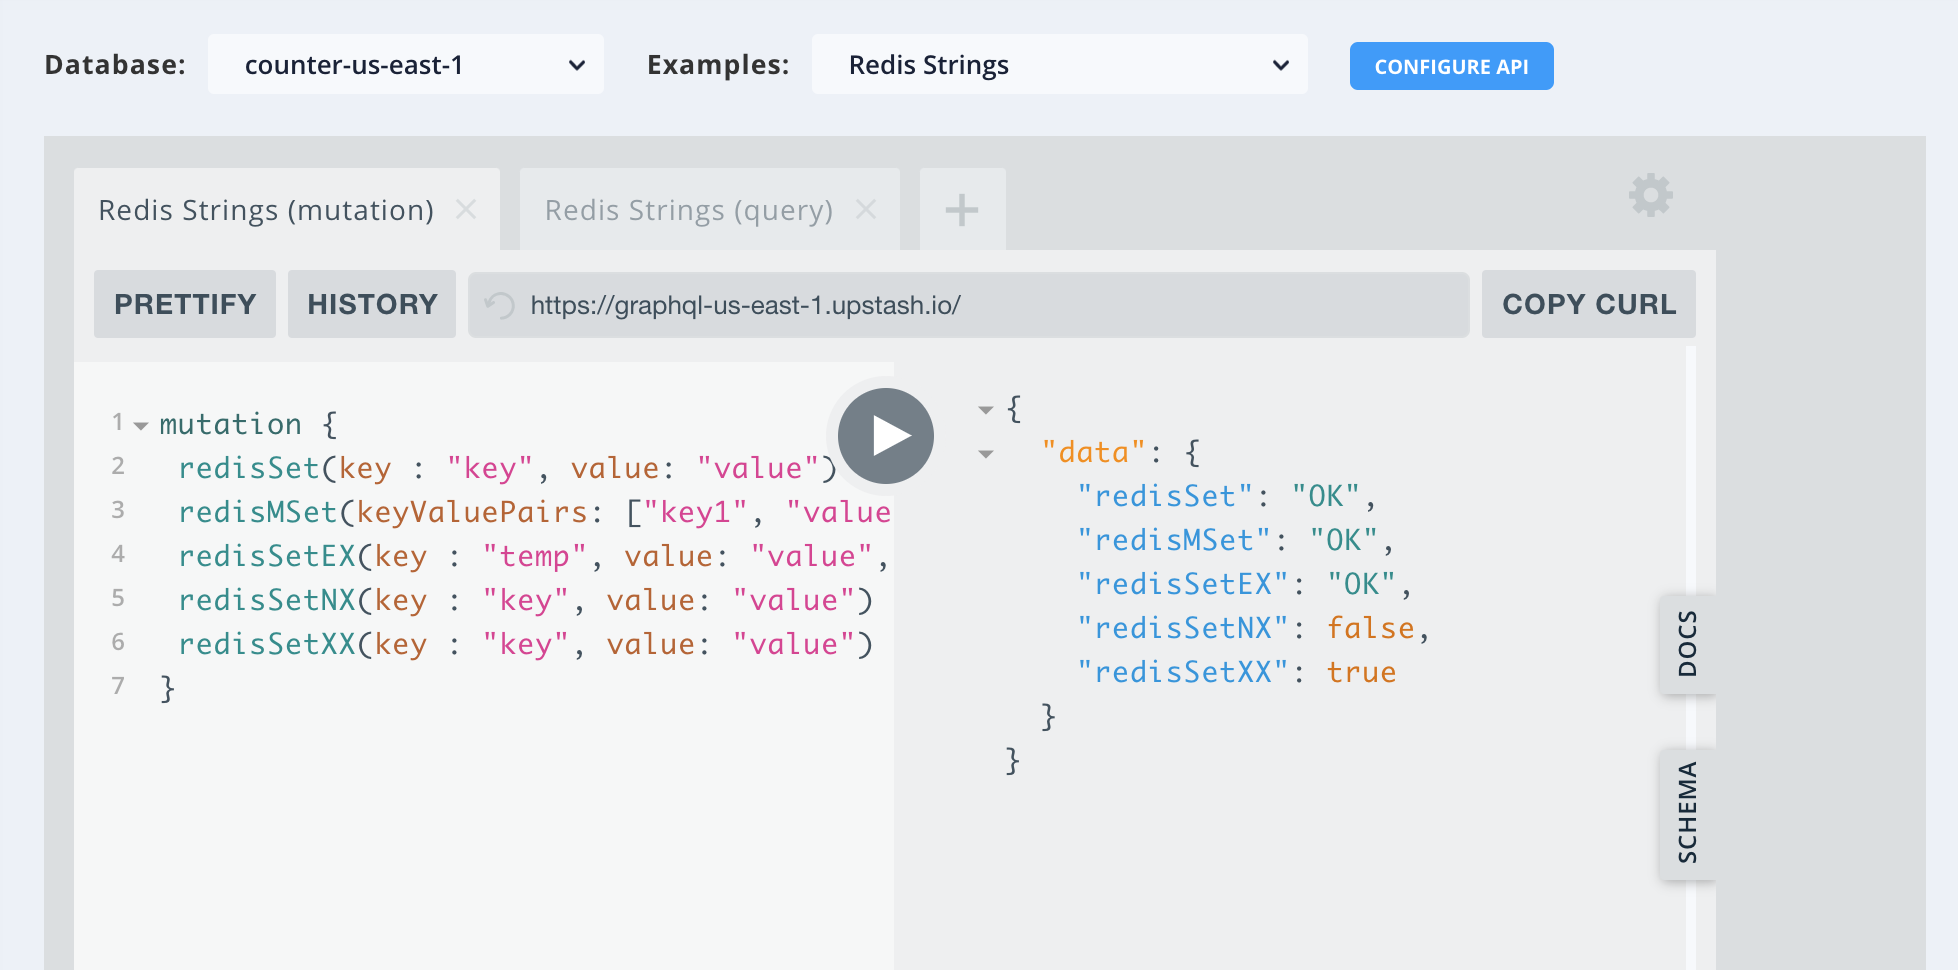 Database: counter-us-east-1 Examples: Redis Strings CONFIGURE API
Redis Strings (mutation) Redis Strings (query)
PRETTIFY HISTORY https://graphql-us-east-1.upstash.io/ COPY CURL
1 mutation {
2 redisSet(key : "key", value: "value")
3 redisMSet(keyValuePairs: ["key1", "value
4 redisSetEX(key : "temp", value: "value",
5 redisSetNX(key : "key", value: "value")
6 redisSetXX(key : "key", value: "value")
7 }
{
"data": {
"redisSet": "OK",
"redisMSet": "OK",
"redisSetEX": "OK",
"redisSetNX": false,
"redisSetXX": true
}
}
DOCS
SCHEMA